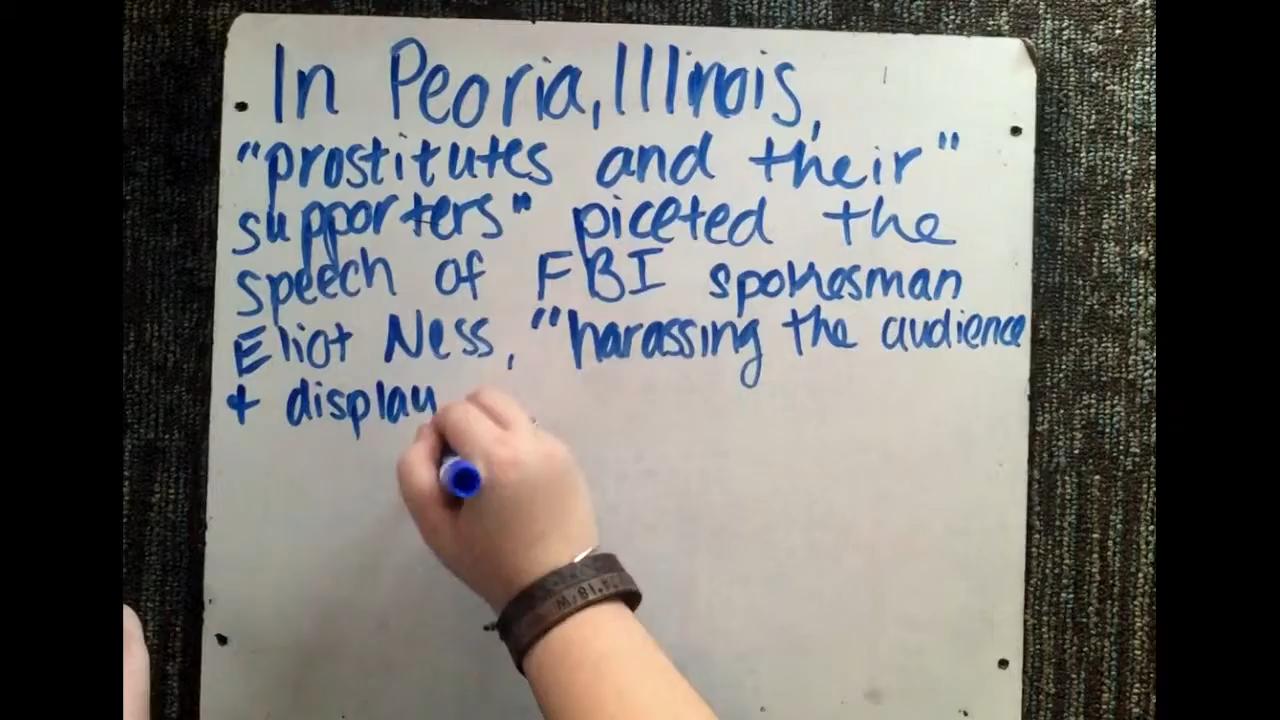 In Peoria, Illinois,
"prostitutes and their"
supporters" piceted the
speech of FBI spokesman
Eliot Ness, "harassing the audience
+ display